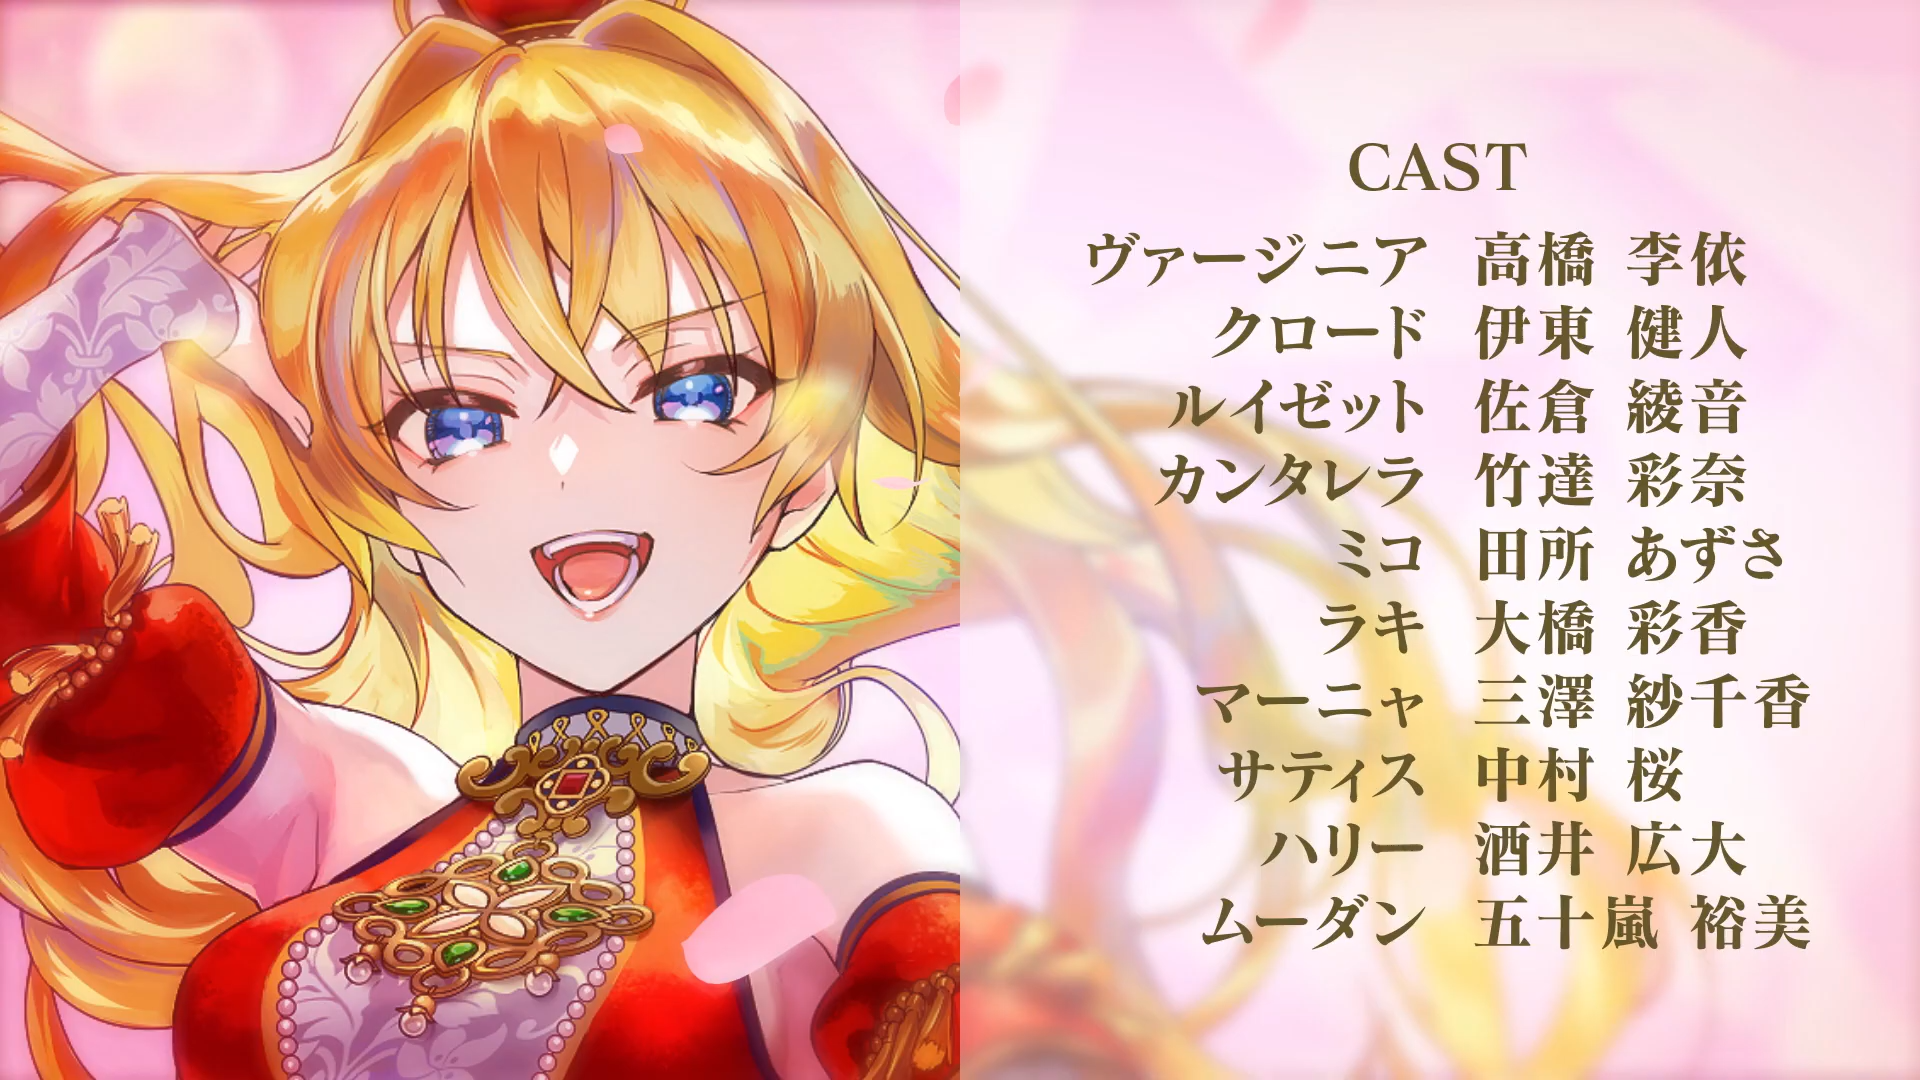 CAST
ヴァージニア 高橋 李依
クロード 伊東 健人
ルイゼット 佐倉 綾音
カンタレラ 竹達 彩奈
ミコ 田所 あずさ
ラキ 大橋 彩香
マーニャ 三澤 紗千香
サティス 中村 桜
ハリー 酒井 広大
ムーダン 五十嵐 裕美